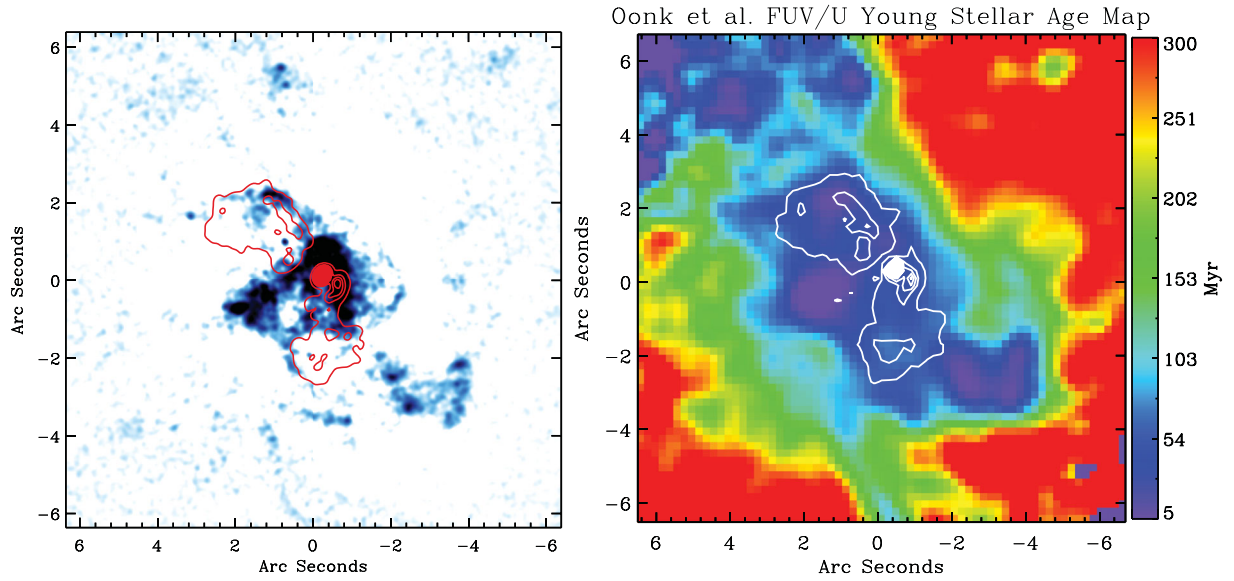 Oonk et al. FUV/U Young Stellar Age Map
6
4
2
0
−2
−4
−6
Arc Seconds
6 4 2 0 −2 −4 −6
Arc Seconds
6
4
2
0
−2
−4
−6
Arc Seconds
6 4 2 0 −2 −4 −6
Arc Seconds
300
251
202
153
103
54
5
Myr